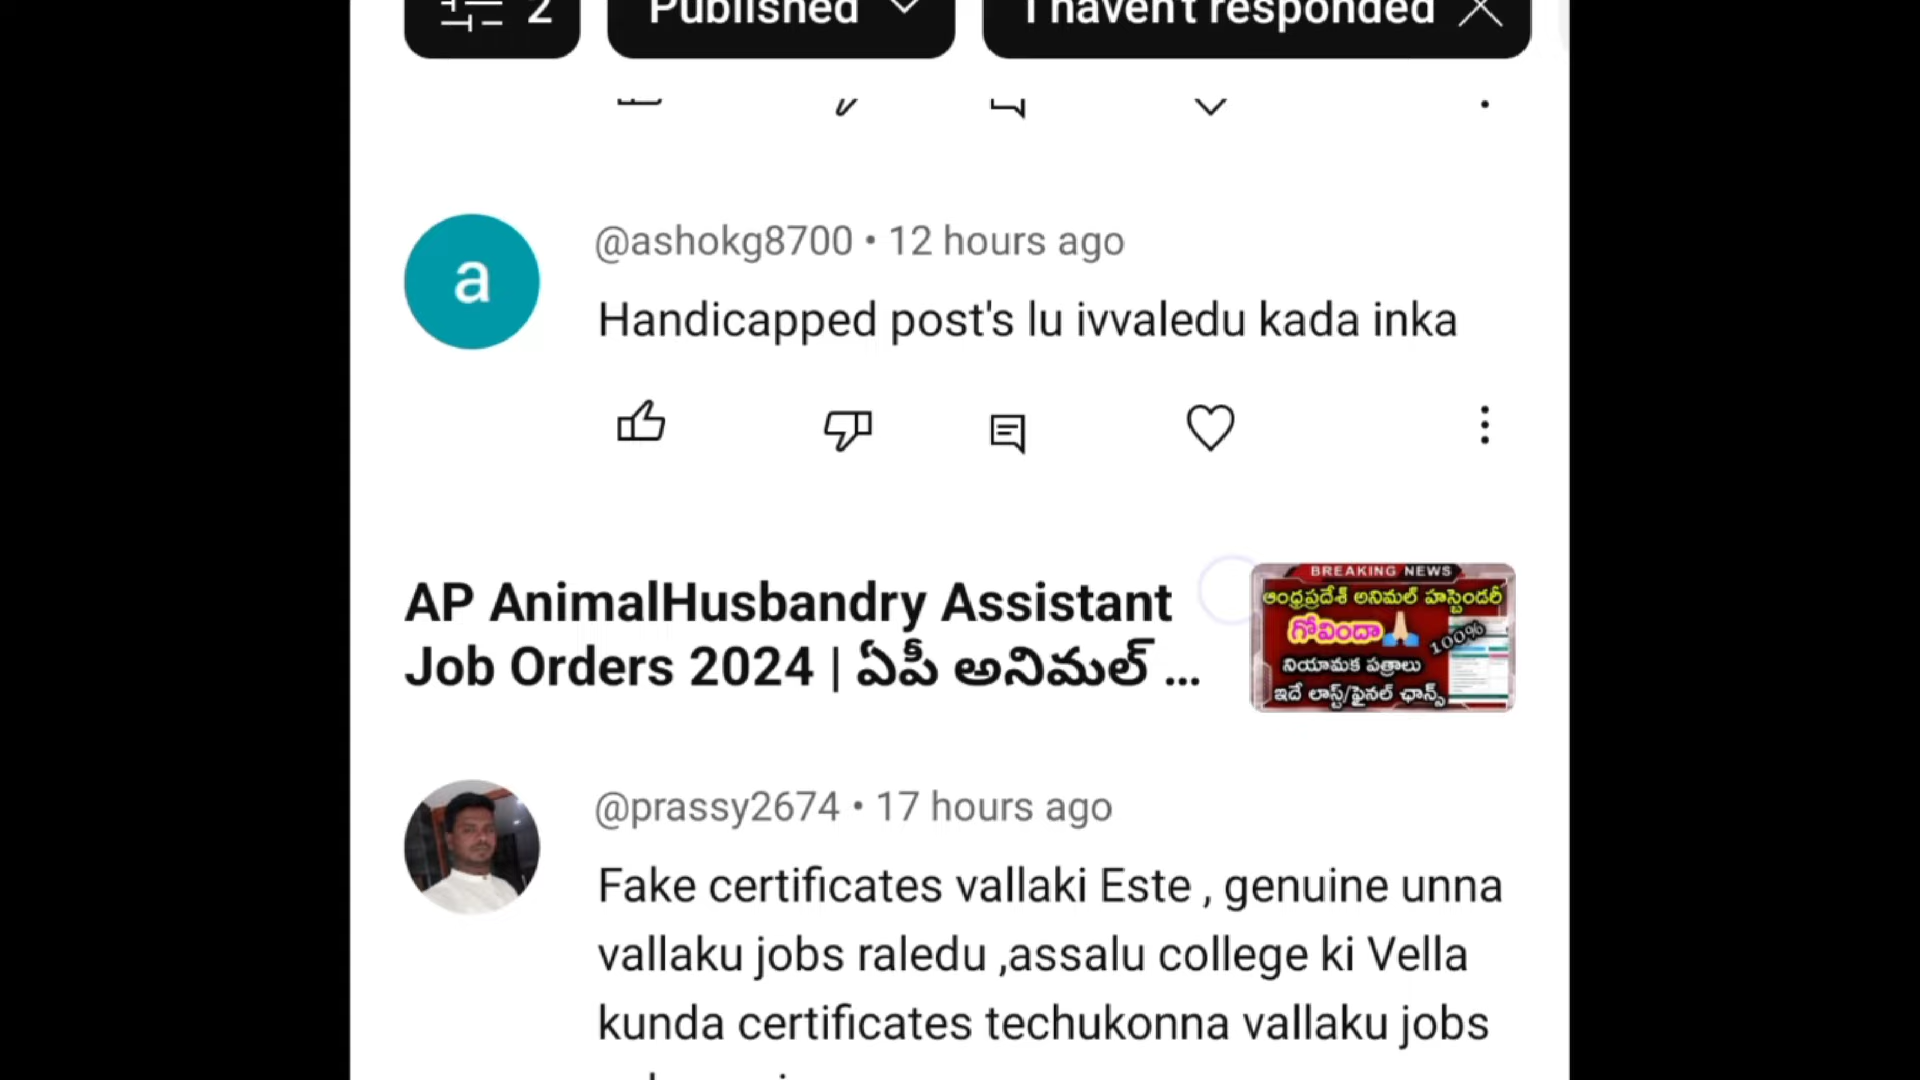 2 Published I haven't responded
a
@ashokg8700 • 12 hours ago
Handicapped post's lu ivvaledu kada inka
AP AnimalHusbandry Assistant
Job Orders 2024 | ఏపీ అనిమల్ ...
BREAKING NEWS
ఆంధ్రప్రదేశ్ అనిమల్ హస్బెండరీ
గోవిందా
100%
నియామక పత్రాలు
ఇదే లాస్ట్/ఫైనల్ ఛాన్స్
@prassy2674 • 17 hours ago
Fake certificates vallaki Este , genuine unna
vallaku jobs raledu ,assalu college ki Vella
kunda certificates techukonna vallaku jobs